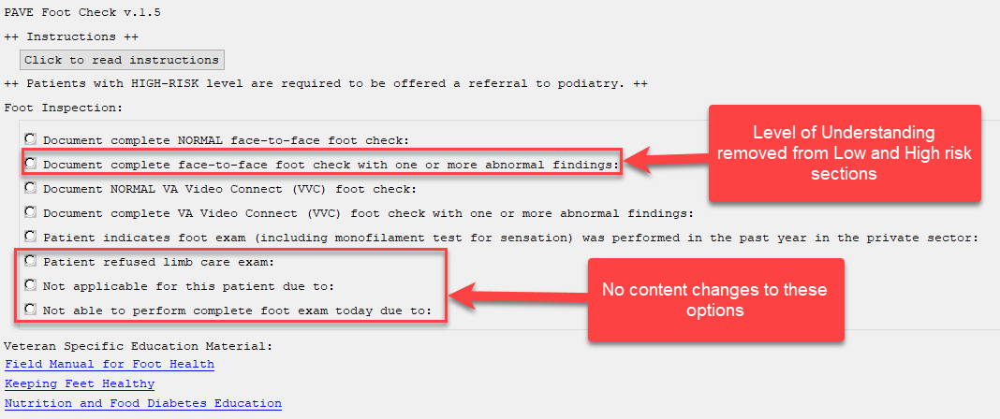 PAVE Foot Check v.1.5
++ Instructions ++
Click to read instructions
++ Patients with HIGH-RISK level are required to be offered a referral to podiatry. ++
Foot Inspection:
Document complete NORMAL face-to-face foot check:
Document complete face-to-face foot check with one or more abnormal findings:
Document NORMAL VA Video Connect (VVC) foot check:
Document complete VA Video Connect (VVC) foot check with one or more abnormal findings:
Patient indicates foot exam (including monofilament test for sensation) was performed in the past year in the private sector:
Patient refused limb care exam:
Not applicable for this patient due to:
Not able to perform complete foot exam today due to:
Level of Understanding
removed from Low and High risk
sections
No content changes to these
options
Veteran Specific Education Material:
Field Manual for Foot Health
Keeping Feet Healthy
Nutrition and Food Diabetes Education